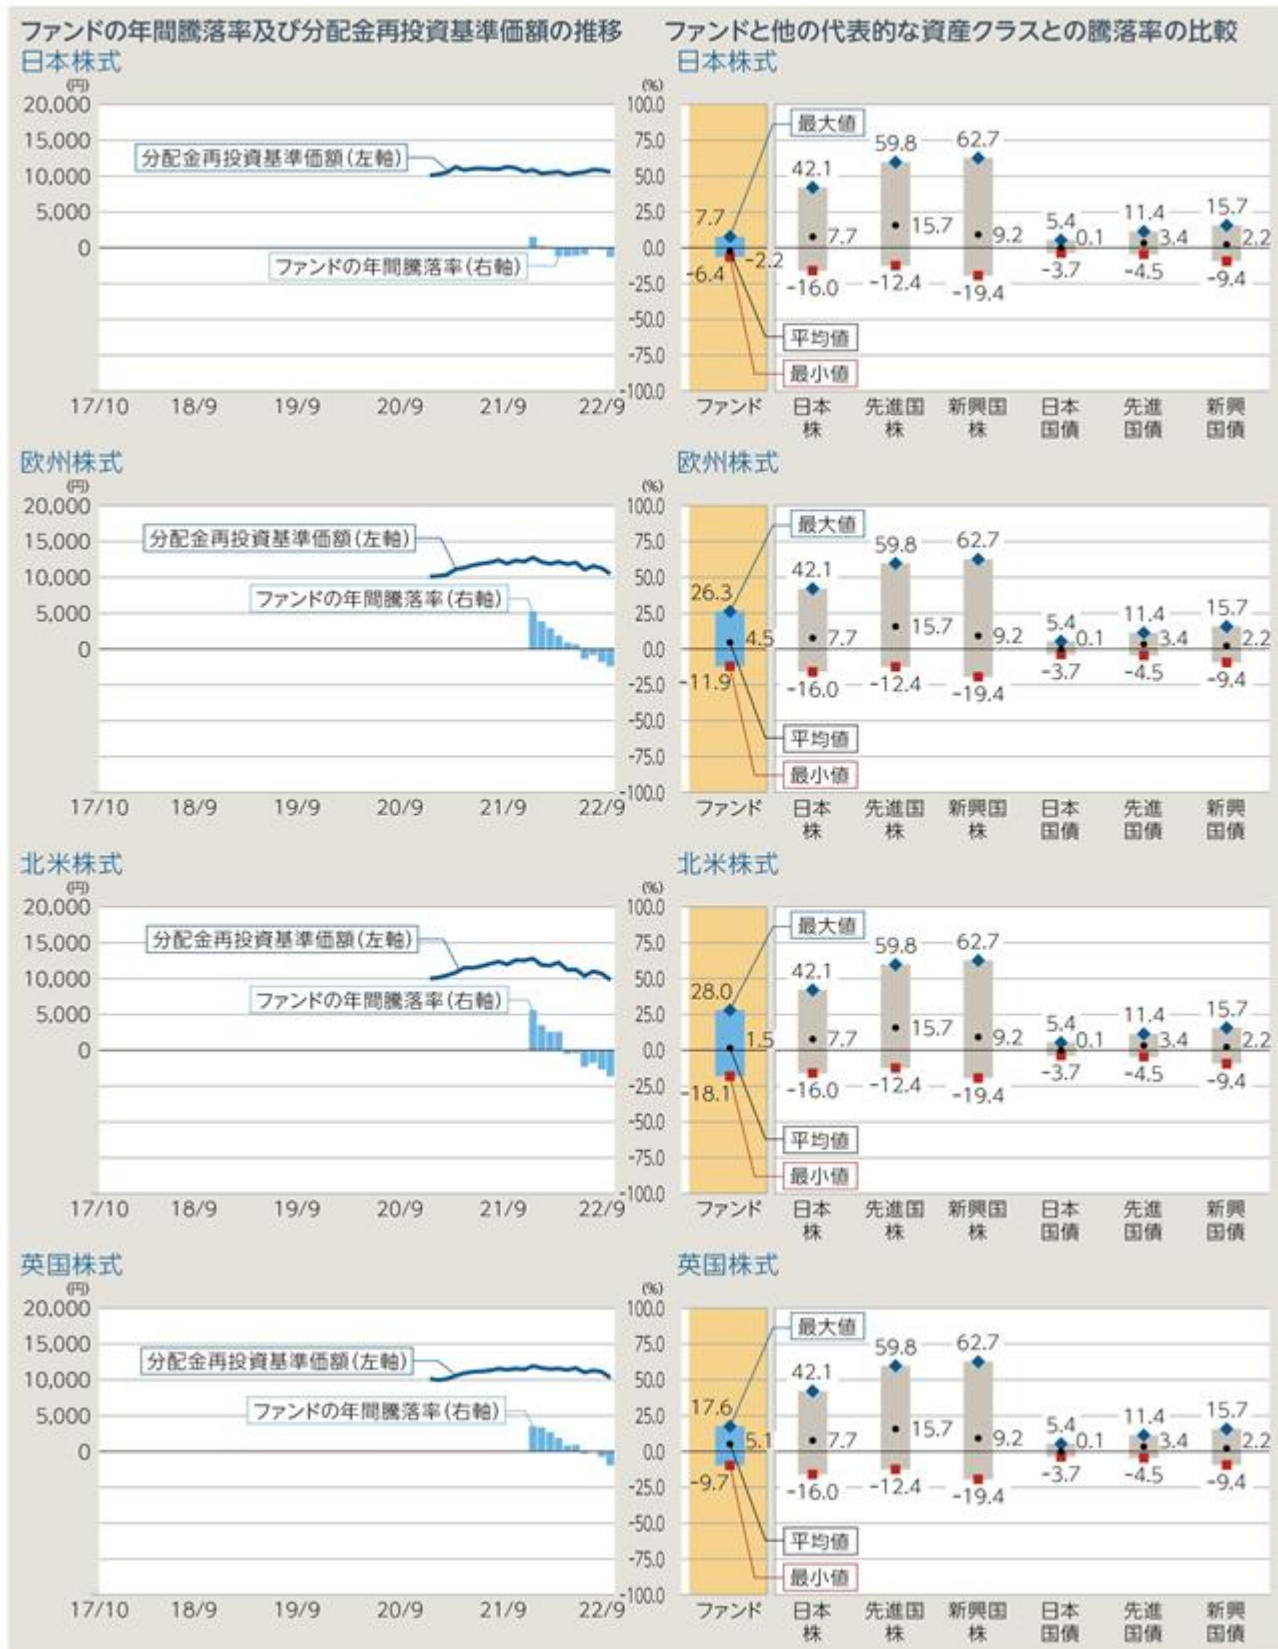 ファンドの年間騰落率及び分配金再投資基準価額の推移
日本株式
(円)
20,000
15,000
10,000
5,000
0
分配金再投資基準価額(左軸)
ファンドの年間騰落率(右軸)
17/10 18/9 19/9 20/9 21/9 22/9
ファンドと他の代表的な資産クラスとの騰落率の比較
日本株式
(%)
100.0
75.0
50.0
25.0
0.0
-25.0
-50.0
-75.0
-100.0
最大値
7.7 42.1 59.8 62.7 5.4 11.4 15.7
-2.2 7.7 15.7 9.2 0.1 3.4 2.2
-6.4 -16.0 -12.4 -19.4 -3.7 -4.5 -9.4
平均値
最小値
ファンド 日本 先進国 新興国 日本 先進 新興
株 株 株 国債 国債 国債
欧州株式
(円)
20,000
15,000
10,000
5,000
0
分配金再投資基準価額(左軸)
ファンドの年間騰落率(右軸)
17/10 18/9 19/9 20/9 21/9 22/9
欧州株式
(%)
100.0
75.0
50.0
25.0
0.0
-25.0
-50.0
-75.0
-100.0
最大値
26.3 42.1 59.8 62.7 5.4 11.4 15.7
4.5 7.7 15.7 9.2 0.1 3.4 2.2
-11.9 -16.0 -12.4 -19.4 -3.7 -4.5 -9.4
平均値
最小値
ファンド 日本 先進国 新興国 日本 先進 新興
株 株 株 国債 国債 国債
北米株式
(円)
20,000
15,000
10,000
5,000
0
分配金再投資基準価額(左軸)
ファンドの年間騰落率(右軸)
17/10 18/9 19/9 20/9 21/9 22/9
北米株式
(%)
100.0
75.0
50.0
25.0
0.0
-25.0
-50.0
-75.0
-100.0
最大値
28.0 42.1 59.8 62.7 5.4 11.4 15.7
1.5 7.7 15.7 9.2 0.1 3.4 2.2
-18.1 -16.0 -12.4 -19.4 -3.7 -4.5 -9.4
平均値
最小値
ファンド 日本 先進国 新興国 日本 先進 新興
株 株 株 国債 国債 国債
英国株式
(円)
20,000
15,000
10,000
5,000
0
分配金再投資基準価額(左軸)
ファンドの年間騰落率(右軸)
17/10 18/9 19/9 20/9 21/9 22/9
英国株式
(%)
100.0
75.0
50.0
25.0
0.0
-25.0
-50.0
-75.0
-100.0
最大値
17.6 42.1 59.8 62.7 5.4 11.4 15.7
5.1 7.7 15.7 9.2 0.1 3.4 2.2
-9.7 -16.0 -12.4 -19.4 -3.7 -4.5 -9.4
平均値
最小値
ファンド 日本 先進国 新興国 日本 先進 新興
株 株 株 国債 国債 国債